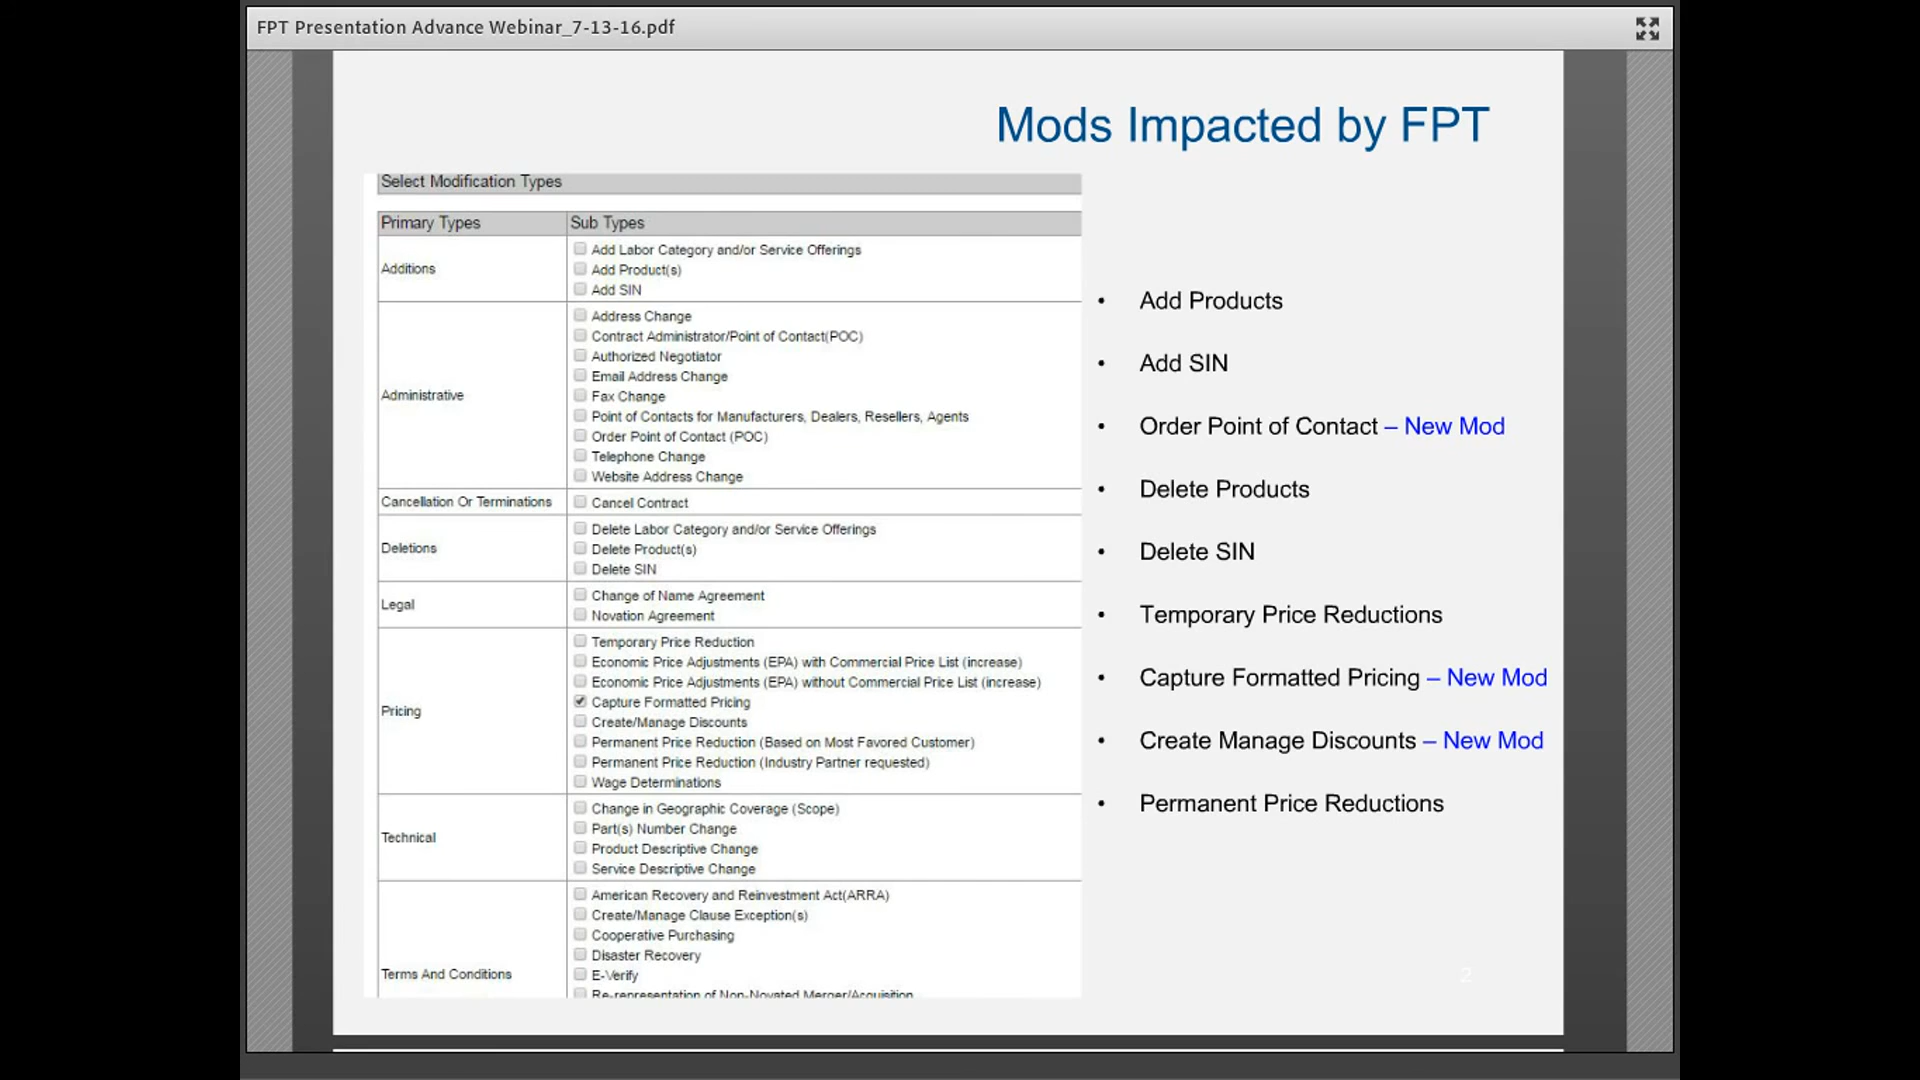 FPT Presentation Advance Webinar_7-13-16.pdf
Mods Impacted by FPT
Select Modification Types
Primary Types
Sub Types
Additions
Add Labor Category and/or Service Offerings
Add Product(s)
Add SIN
Administrative
Address Change
Contract Administrator/Point of Contact(POC)
Authorized Negotiator
Email Address Change
Fax Change
Point of Contacts for Manufacturers, Dealers, Resellers, Agents
Order Point of Contact (POC)
Telephone Change
Website Address Change
Cancellation Or Terminations
Cancel Contract
Deletions
Delete Labor Category and/or Service Offerings
Delete Product(s)
Delete SIN
Legal
Change of Name Agreement
Novation Agreement
Pricing
Temporary Price Reduction
Economic Price Adjustments (EPA) with Commercial Price List (increase)
Economic Price Adjustments (EPA) without Commercial Price List (increase)
Capture Formatted Pricing
Create/Manage Discounts
Permanent Price Reduction (Based on Most Favored Customer)
Permanent Price Reduction (Industry Partner requested)
Wage Determinations
Technical
Change in Geographic Coverage (Scope)
Part(s) Number Change
Product Descriptive Change
Service Descriptive Change
Terms And Conditions
American Recovery and Reinvestment Act(ARRA)
Create/Manage Clause Exception(s)
Cooperative Purchasing
Disaster Recovery
E-Verify
Re-representation of Non-Novated Merger/Acquisition
• Add Products
• Add SIN
• Order Point of Contact – New Mod
• Delete Products
• Delete SIN
• Temporary Price Reductions
• Capture Formatted Pricing – New Mod
• Create Manage Discounts – New Mod
• Permanent Price Reductions
2